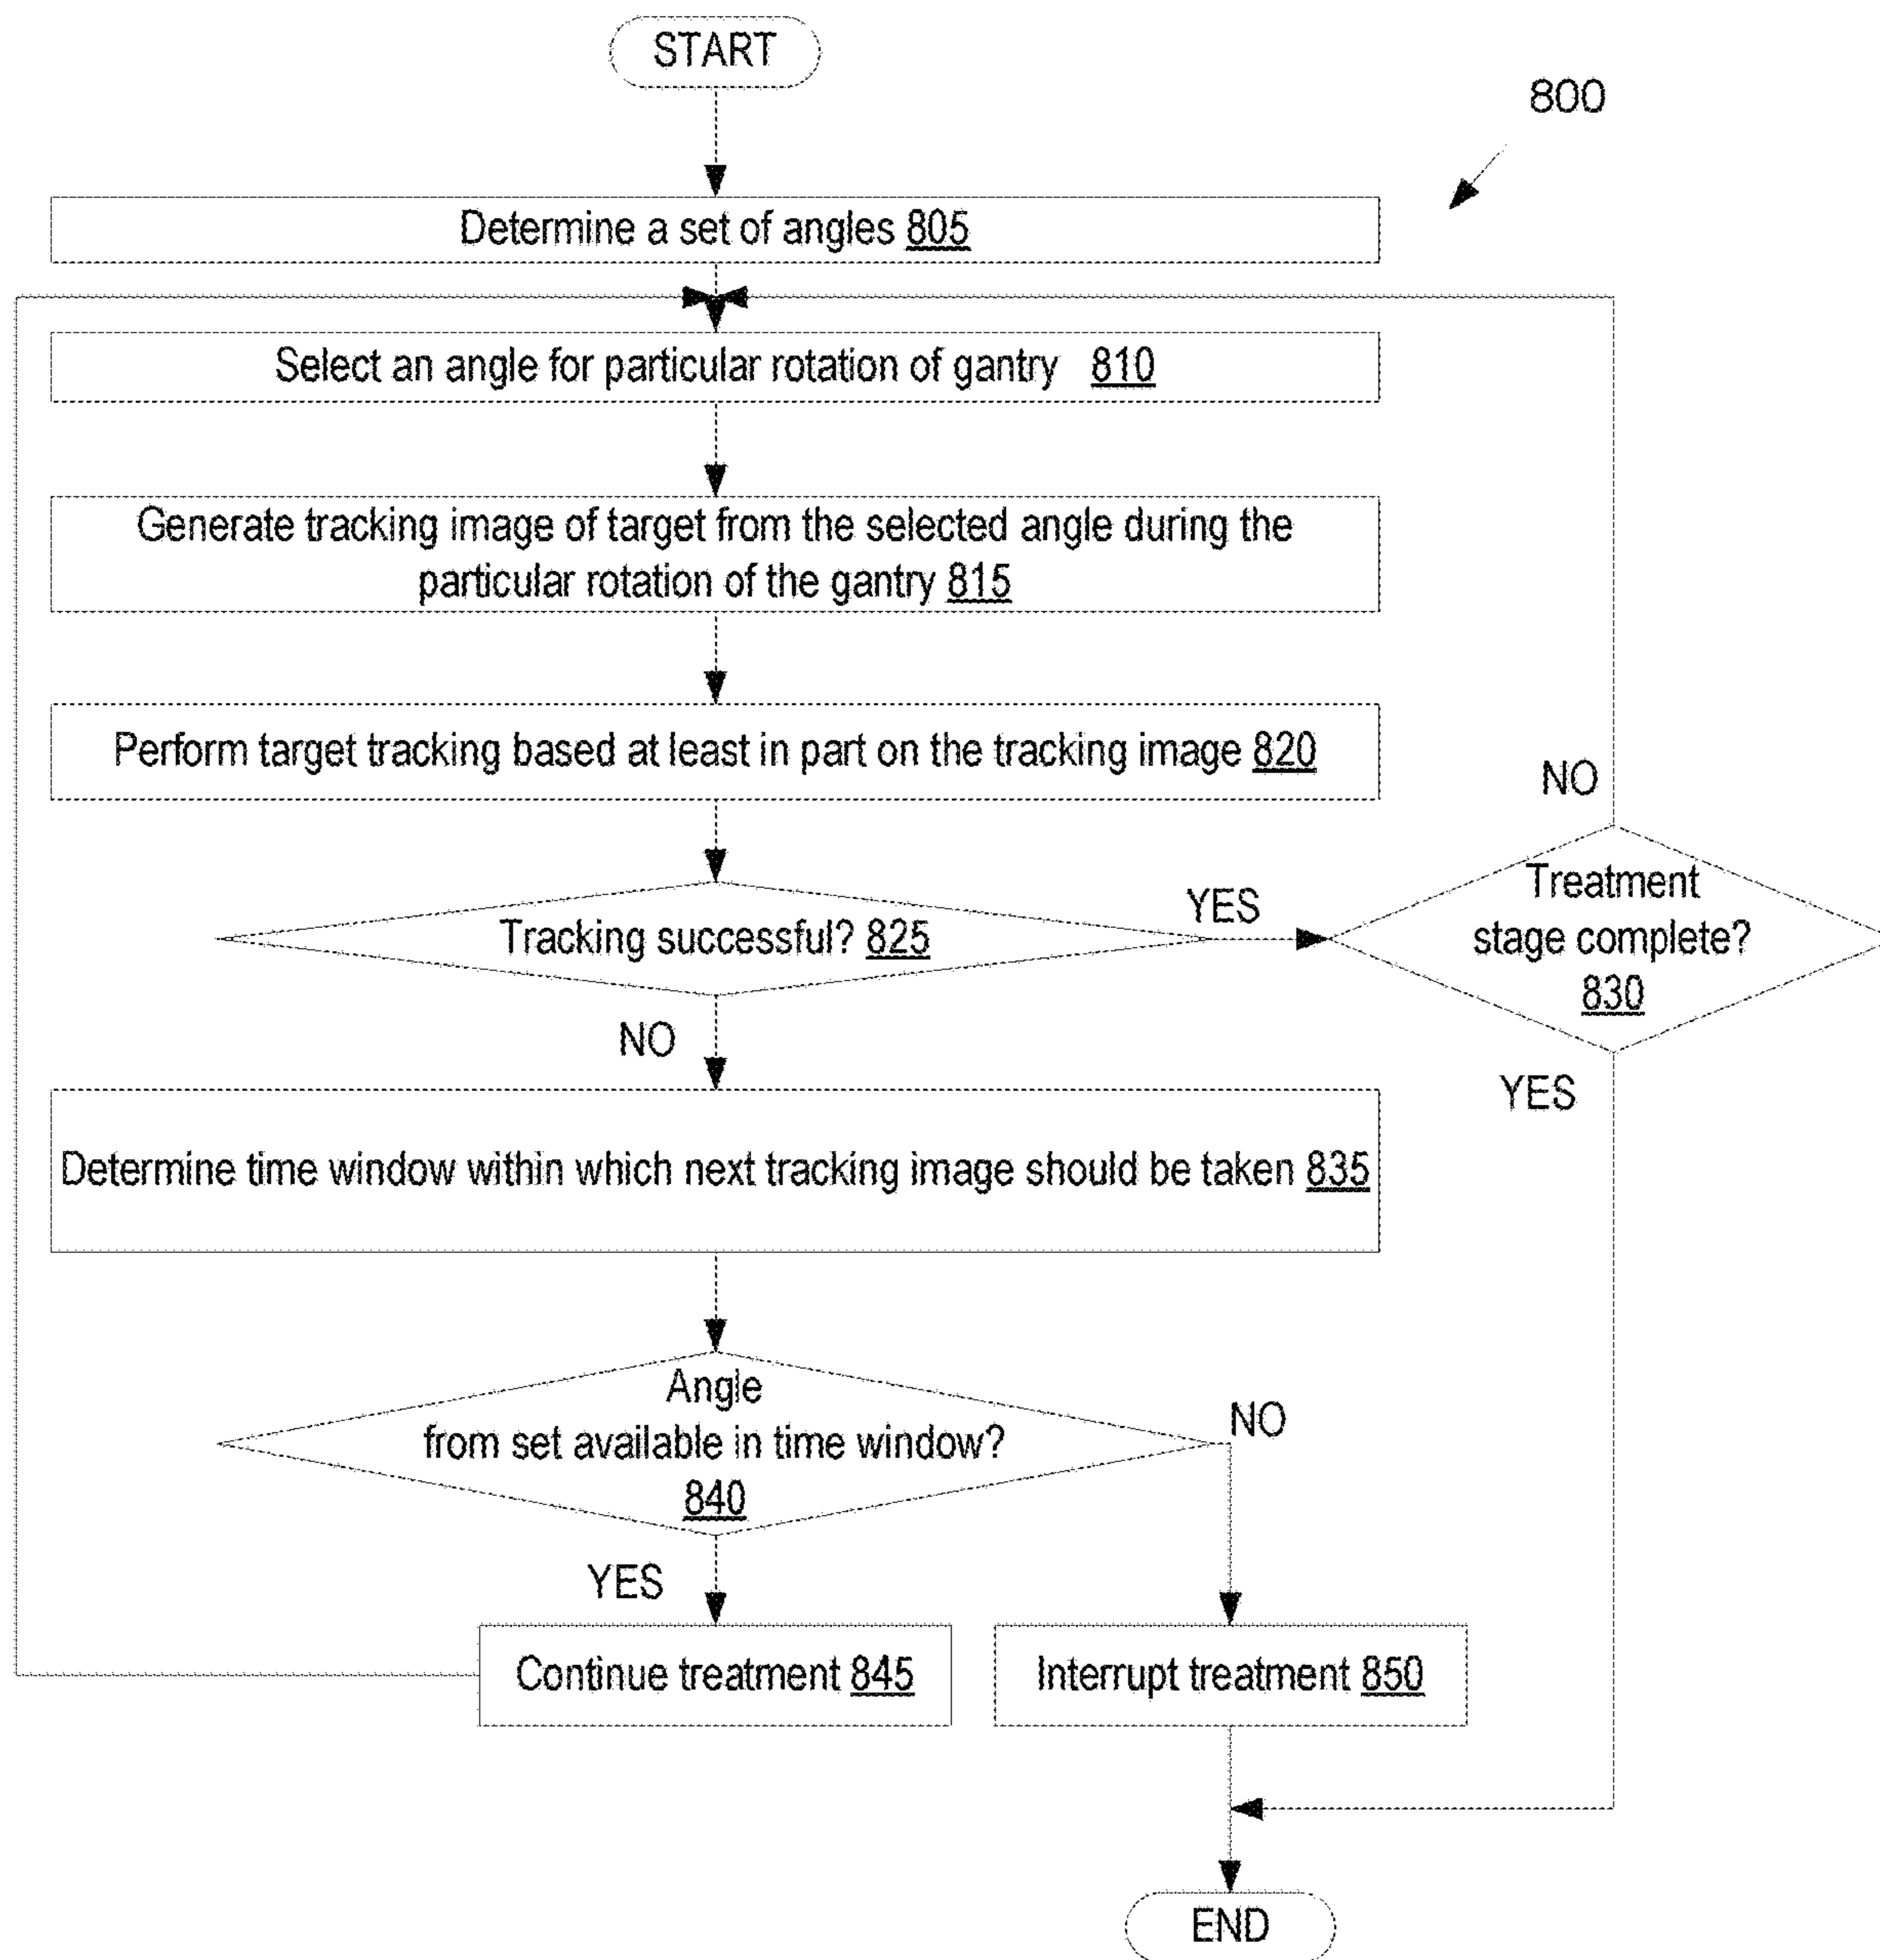 START
800
Determine a set of angles 805
Select an angle for particular rotation of gantry 810
Generate tracking image of target from the selected angle during the
particular rotation of the gantry 815
Perform target tracking based at least in part on the tracking image 820
NO
Tracking successful? 825
YES
Treatment
stage complete?
830
NO
YES
Determine time window within which next tracking image should be taken 835
Angle
from set available in time window?
840
NO
YES
Continue treatment 845
Interrupt treatment 850
END